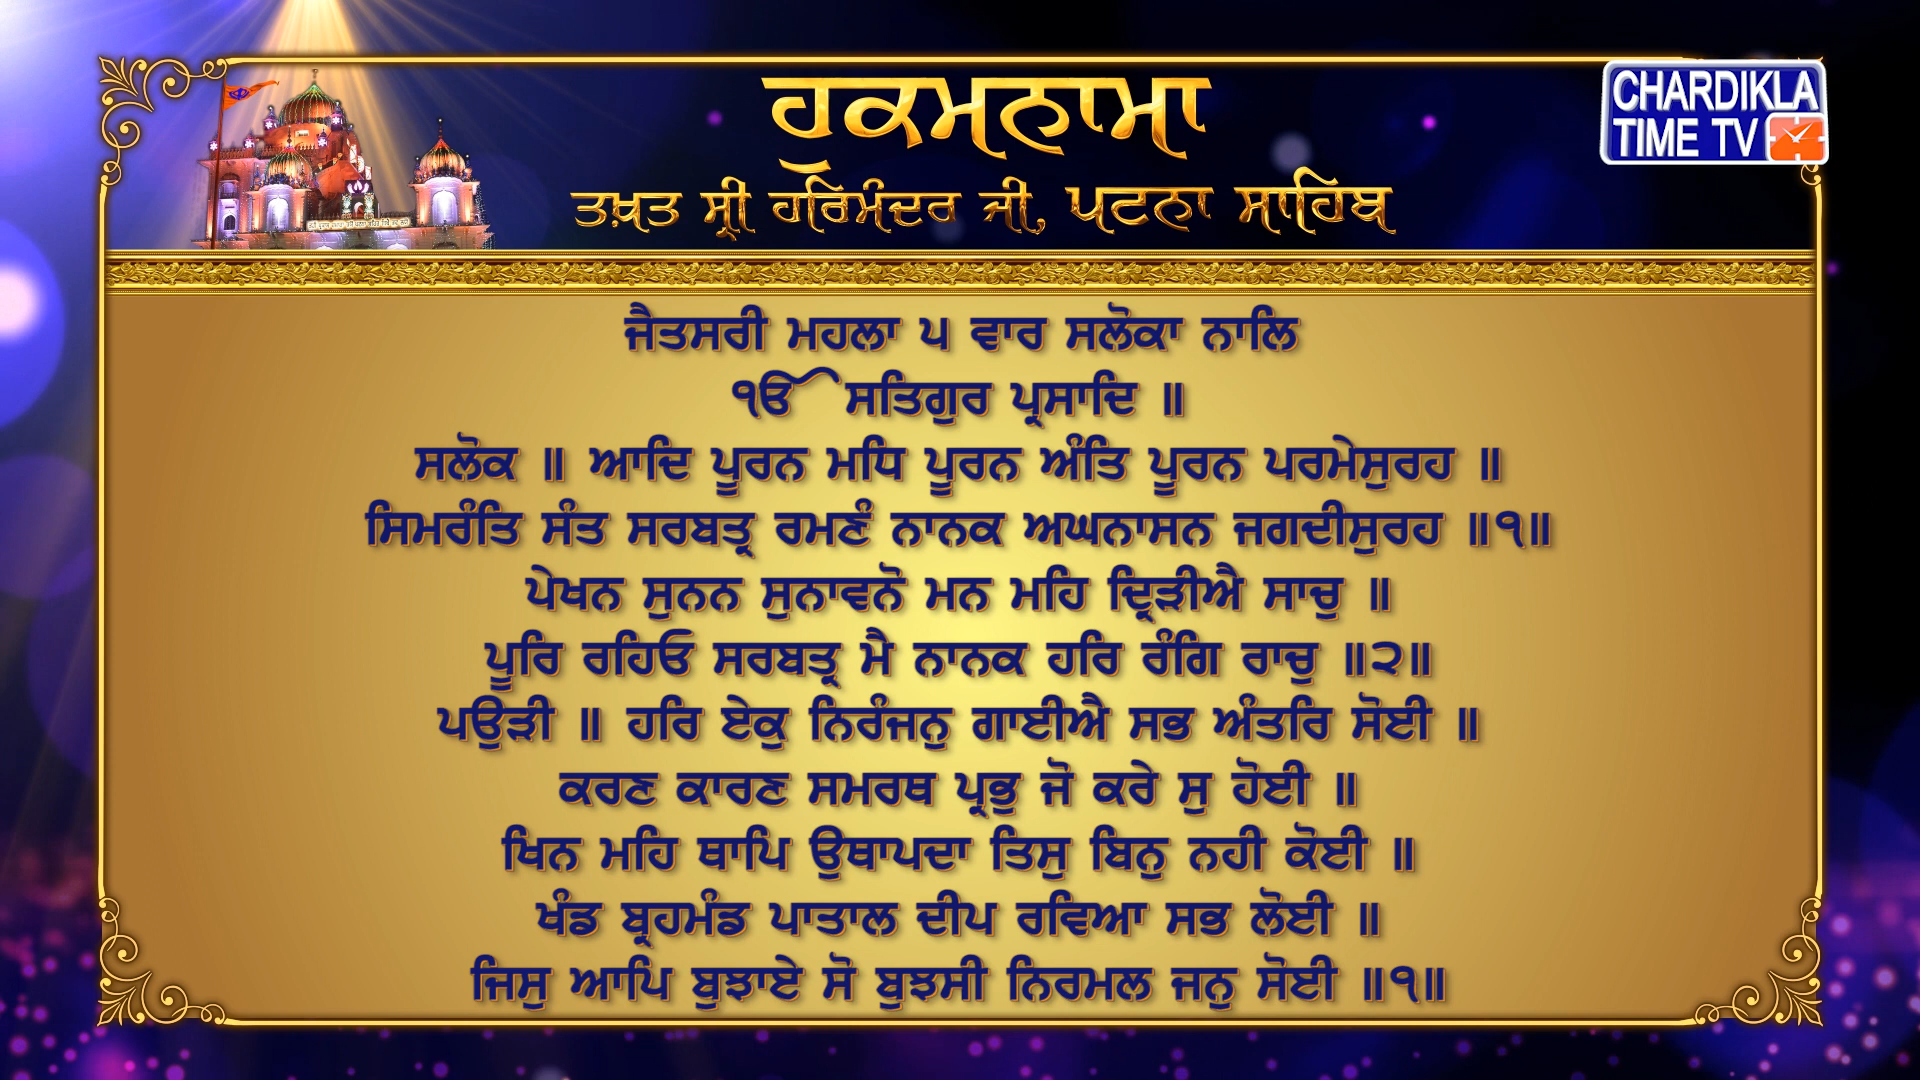 ਹੁਕਮਨਾਮਾ
CHARDIKLA
TIME TV
ਤਖ਼ਤ ਸ੍ਰੀ ਹਰਿਮੰਦਰ ਜੀ, ਪਟਨਾ ਸਾਹਿਬ
ਜੈਤਸਰੀ ਮਹਲਾ ੫ ਵਾਰ ਸਲੋਕਾ ਨਾਲਿ
ੴ ਸਤਿਗੁਰ ਪ੍ਰਸਾਦਿ ॥
ਸਲੋਕ ॥ ਆਦਿ ਪੂਰਨ ਮਧਿ ਪੂਰਨ ਅੰਤਿ ਪੂਰਨ ਪਰਮੇਸੁਰਹ ॥
ਸਿਮਰੰਤਿ ਸੰਤ ਸਰਬਤ੍ਰ ਰਮਣੰ ਨਾਨਕ ਅਘਨਾਸਨ ਜਗਦੀਸੁਰਹ ॥੧॥
ਪੇਖਨ ਸੁਨਨ ਸੁਨਾਵਨੋ ਮਨ ਮਹਿ ਦ੍ਰਿੜੀਐ ਸਾਚੁ ॥
ਪੂਰਿ ਰਹਿਓ ਸਰਬਤ੍ਰ ਮੈ ਨਾਨਕ ਹਰਿ ਰੰਗਿ ਰਾਚੁ ॥੨॥
ਪਉੜੀ ॥ ਹਰਿ ਏਕੁ ਨਿਰੰਜਨੁ ਗਾਈਐ ਸਭ ਅੰਤਰਿ ਸੋਈ ॥
ਕਰਣ ਕਾਰਣ ਸਮਰਥ ਪ੍ਰਭੁ ਜੋ ਕਰੇ ਸੁ ਹੋਈ ॥
ਖਿਨ ਮਹਿ ਥਾਪਿ ਉਥਾਪਦਾ ਤਿਸੁ ਬਿਨੁ ਨਹੀ ਕੋਈ ॥
ਖੰਡ ਬ੍ਰਹਮੰਡ ਪਾਤਾਲ ਦੀਪ ਰਵਿਆ ਸਭ ਲੋਈ ॥
ਜਿਸੁ ਆਪਿ ਬੁਝਾਏ ਸੋ ਬੁਝਸੀ ਨਿਰਮਲ ਜਨੁ ਸੋਈ ॥੧॥